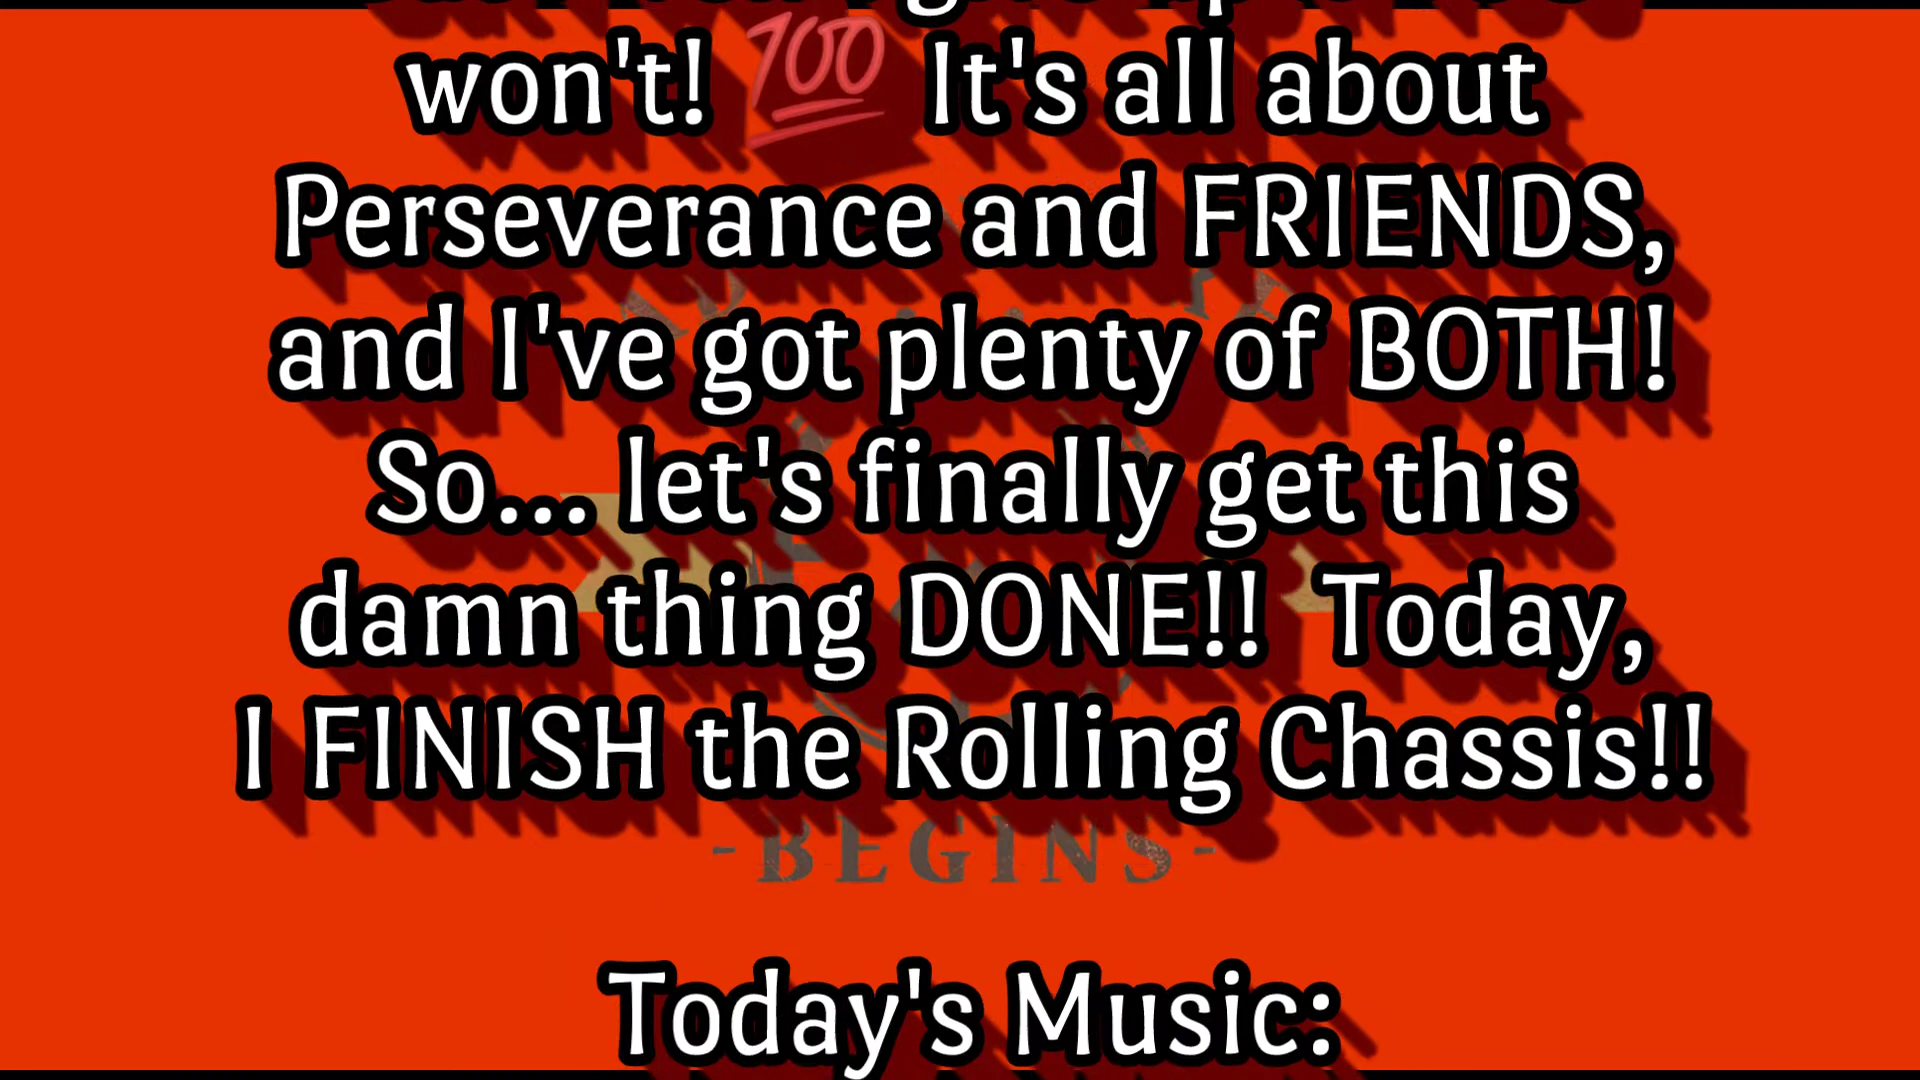 won't! 💯 It's all about
Perseverance and FRIENDS,
and I've got plenty of BOTH!
So... let's finally get this
damn thing DONE!! Today,
I FINISH the Rolling Chassis!!
-BEGINS-
Today's Music: